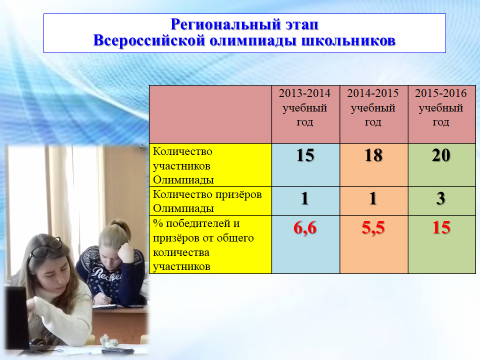 Региональный этап
Всероссийской олимпиады школьников
2013-2014 учебный год
2014-2015 учебный год
2015-2016 учебный год
Количество участников Олимпиады
15
18
20
Количество призёров Олимпиады
1
1
3
% победителей и призёров от общего количества участников
6,6
5,5
15